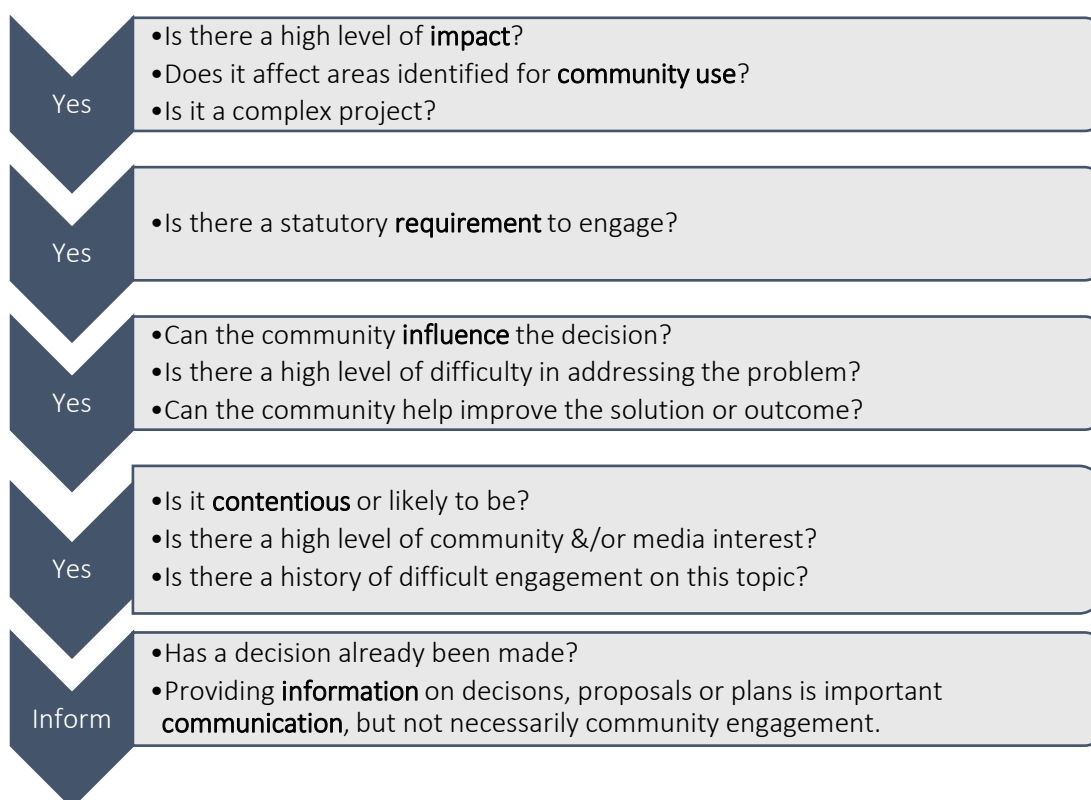 Yes
•Is there a high level of impact?
•Does it affect areas identified for community use?
•Is it a complex project?
Yes
•Is there a statutory requirement to engage?
Yes
•Can the community influence the decision?
•Is there a high level of difficulty in addressing the problem?
•Can the community help improve the solution or outcome?
Yes
•Is it contentious or likely to be?
•Is there a high level of community &/or media interest?
•Is there a history of difficult engagement on this topic?
Inform
•Has a decision already been made?
•Providing information on decisons, proposals or plans is important
communication, but not necessarily community engagement.